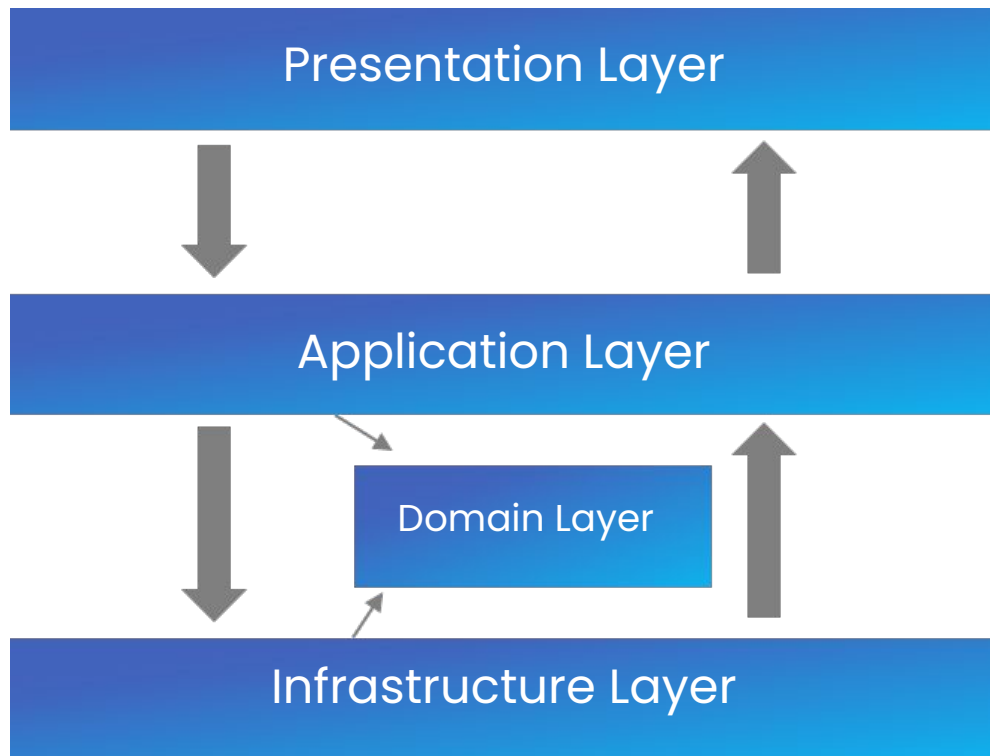 Presentation Layer
Application Layer
Domain Layer
Infrastructure Layer